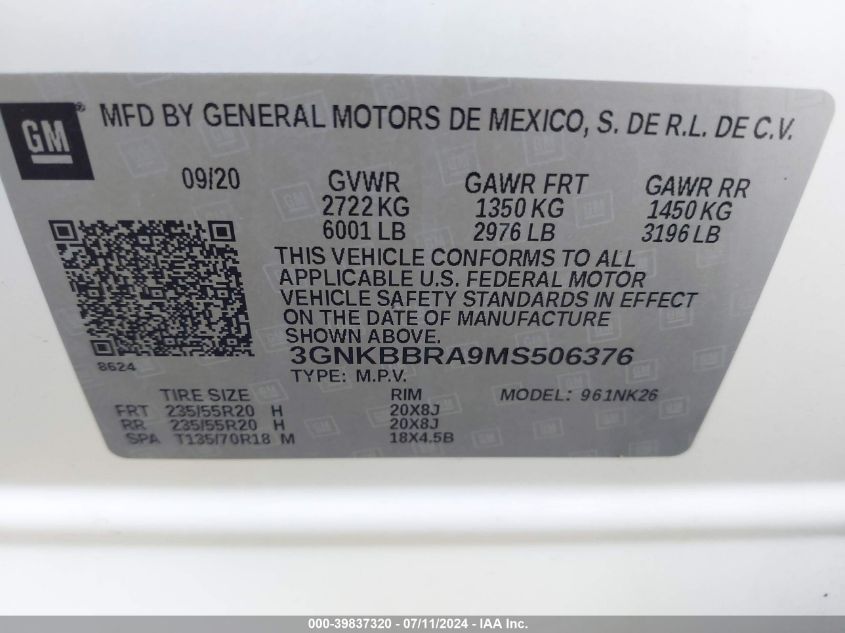 GM ®
MFD BY GENERAL MOTORS DE MEXICO, S. DE R.L. DE C.V.
09/20 GVWR GAWR FRT GAWR RR
2722 KG 1350 KG 1450 KG
6001 LB 2976 LB 3196 LB
THIS VEHICLE CONFORMS TO ALL
APPLICABLE U.S. FEDERAL MOTOR
VEHICLE SAFETY STANDARDS IN EFFECT
ON THE DATE OF MANUFACTURE
SHOWN ABOVE.
3GNKBBRA9MS506376
8624
TYPE: M.P.V.
TIRE SIZE RIM MODEL: 961NK26
FRT 235/55R20 H 20X8J
RR 235/55R20 H 20X8J
SPA T135/70R18 M 18X4.5B
000-39837320 - 07/11/2024 - IAA Inc.